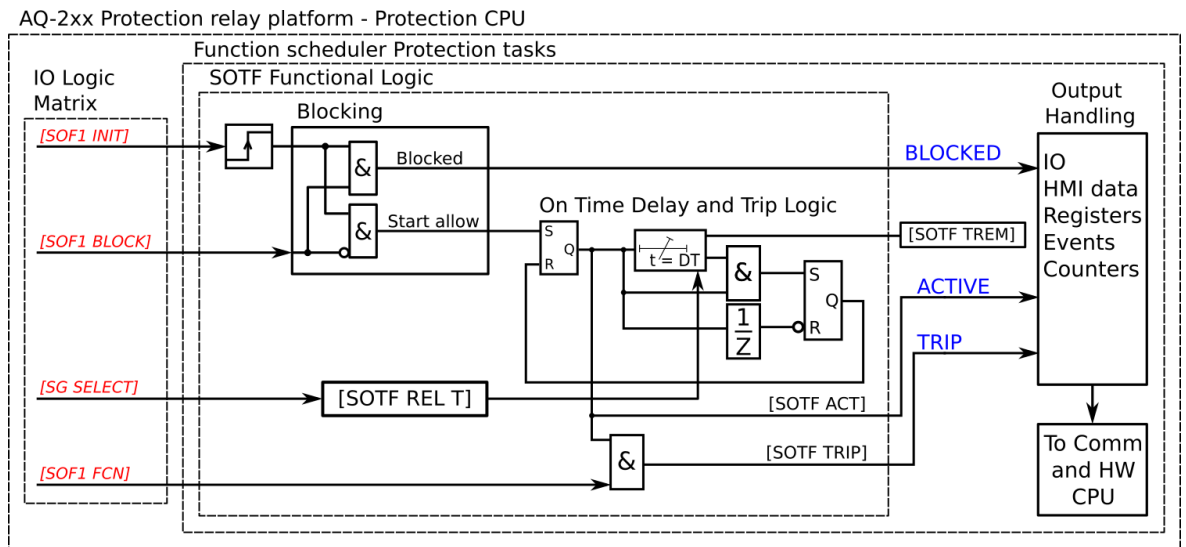 AQ-2xx Protection relay platform - Protection CPU
Function scheduler Protection tasks
SOTF Functional Logic
IO Logic
Matrix
Blocking
Output
Handling
[SOF1 INIT]
&
Blocked
BLOCKED
IO
HMI data
Registers
Events
Counters
[SOF1 BLOCK]
&
Start allow
On Time Delay and Trip Logic
S
Q
R
t = DT
[SOTF TREM]
&
S
Q
R
1
Z
ACTIVE
TRIP
[SG SELECT]
[SOTF REL T]
[SOTF ACT]
[SOF1 FCN]
&
[SOTF TRIP]
To Comm
and HW
CPU